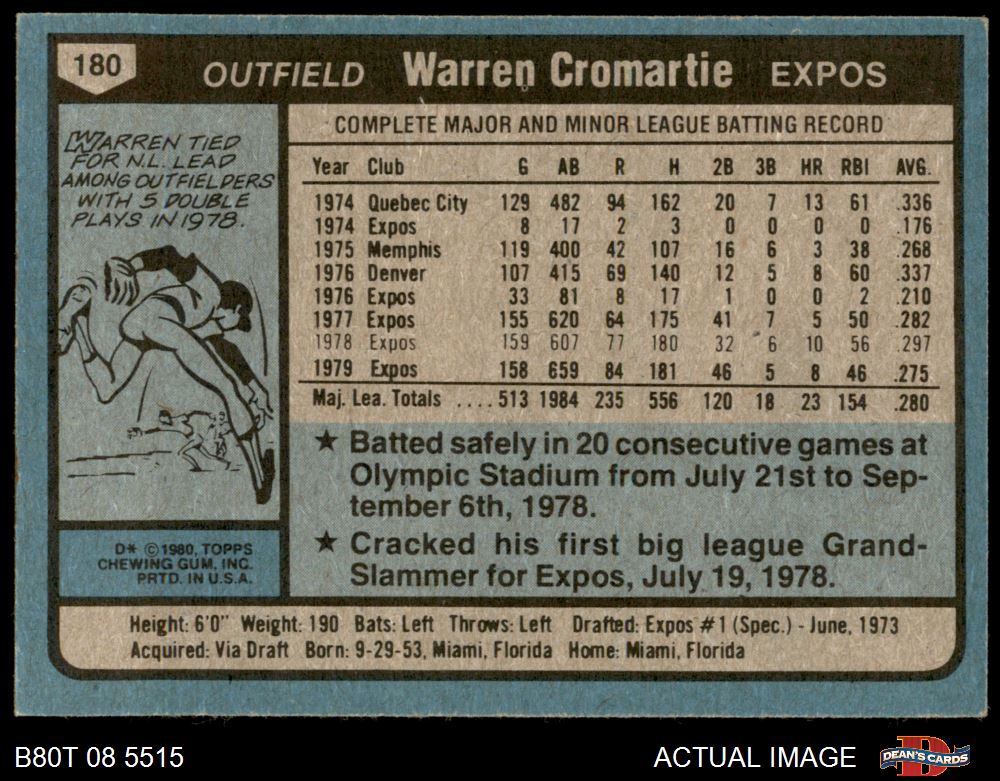 180
OUTFIELD Warren Cromartie EXPOS
WARREN TIED
FOR N.L. LEAD
AMONG OUTFIELDERS
WITH 5 DOUBLE
PLAYS IN 1978.
D* ©1980, TOPPS
CHEWING GUM, INC.
PRTD. IN U.S.A.
COMPLETE MAJOR AND MINOR LEAGUE BATTING RECORD
Year Club G AB R H 2B 3B HR RBI AVG.
1974 Quebec City 129 482 94 162 20 7 13 61 .336
1974 Expos 8 17 2 3 0 0 0 0 .176
1975 Memphis 119 400 42 107 16 6 3 38 .268
1976 Denver 107 415 69 140 12 5 8 60 .337
1976 Expos 33 81 8 17 1 0 0 2 .210
1977 Expos 155 620 64 175 41 7 5 50 .282
1978 Expos 159 607 77 180 32 6 10 56 .297
1979 Expos 158 659 84 181 46 5 8 46 .275
Maj. Lea. Totals ....513 1984 235 556 120 18 23 154 .280
★ Batted safely in 20 consecutive games at
Olympic Stadium from July 21st to Sep-
tember 6th, 1978.
★ Cracked his first big league Grand-
Slammer for Expos, July 19, 1978.
Height: 6'0" Weight: 190 Bats: Left Throws: Left Drafted: Expos #1 (Spec.) - June, 1973
Acquired: Via Draft Born: 9-29-53, Miami, Florida Home: Miami, Florida
B80T 08 5515
ACTUAL IMAGE
DEAN'S CARDS